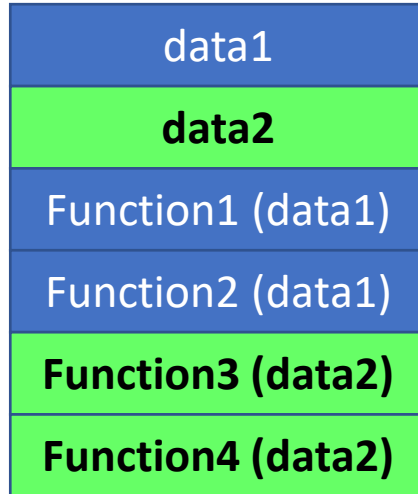 data1
data2
Function1 (data1)
Function2 (data1)
Function3 (data2)
Function4 (data2)